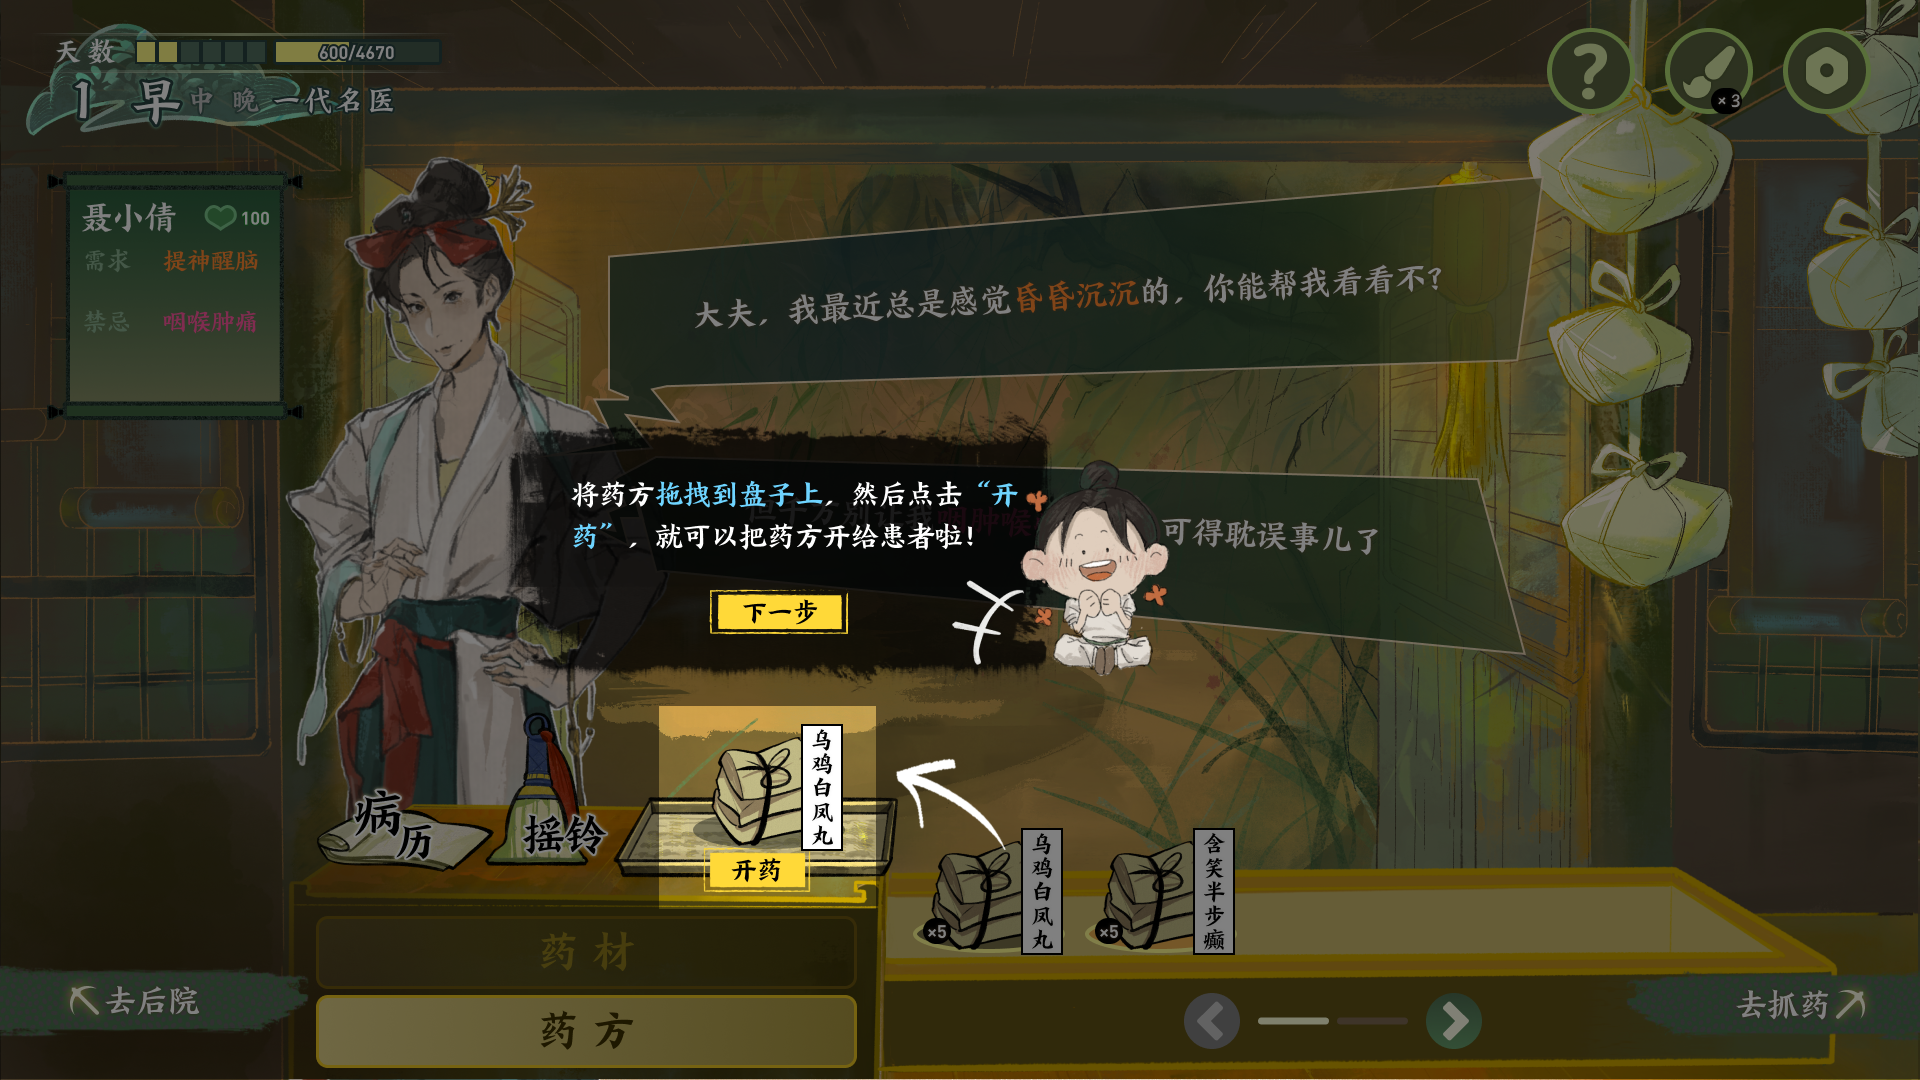 天数
600/4670
1 早 中 晚 一代名医
× 3
聂小倩 100
需求 提神醒脑
禁忌 咽喉肿痛
大夫，我最近总是感觉昏昏沉沉的，你能帮我看看不？
将药方拖拽到盘子上，然后点击“开
药”，就可以把药方开给患者啦！
可得耽误事儿了
下一步
乌鸡白凤丸
开药
病历
摇铃
乌鸡白凤丸
×5
含笑半步癫
×5
药材
药方
去后院
去抓药